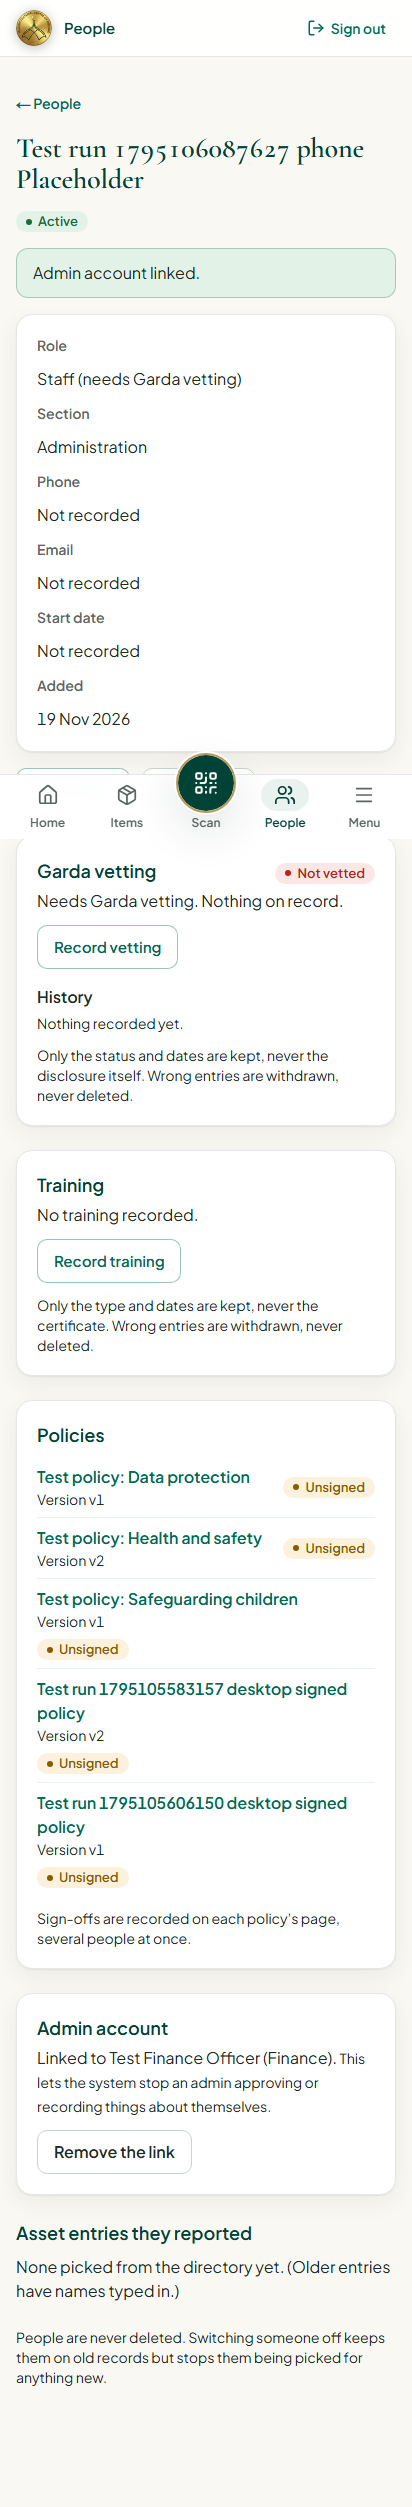 People
Sign out
← People
Test run 1795106087627 phone
Placeholder
Active
Admin account linked.
Role
Staff (needs Garda vetting)
Section
Administration
Phone
Not recorded
Email
Not recorded
Start date
Not recorded
Added
19 Nov 2026
Home
Items
Scan
People
Menu
Garda vetting
Not vetted
Needs Garda vetting. Nothing on record.
Record vetting
History
Nothing recorded yet.
Only the status and dates are kept, never the
disclosure itself. Wrong entries are withdrawn,
never deleted.
Training
No training recorded.
Record training
Only the type and dates are kept, never the
certificate. Wrong entries are withdrawn, never
deleted.
Policies
Test policy: Data protection
Version v1
Unsigned
Test policy: Health and safety
Version v2
Unsigned
Test policy: Safeguarding children
Version v1
Unsigned
Test run 1795105583157 desktop signed
policy
Version v2
Unsigned
Test run 1795105606150 desktop signed
policy
Version v1
Unsigned
Sign-offs are recorded on each policy's page,
several people at once.
Admin account
Linked to Test Finance Officer (Finance). This
lets the system stop an admin approving or
recording things about themselves.
Remove the link
Asset entries they reported
None picked from the directory yet. (Older entries
have names typed in.)
People are never deleted. Switching someone off keeps
them on old records but stops them being picked for
anything new.